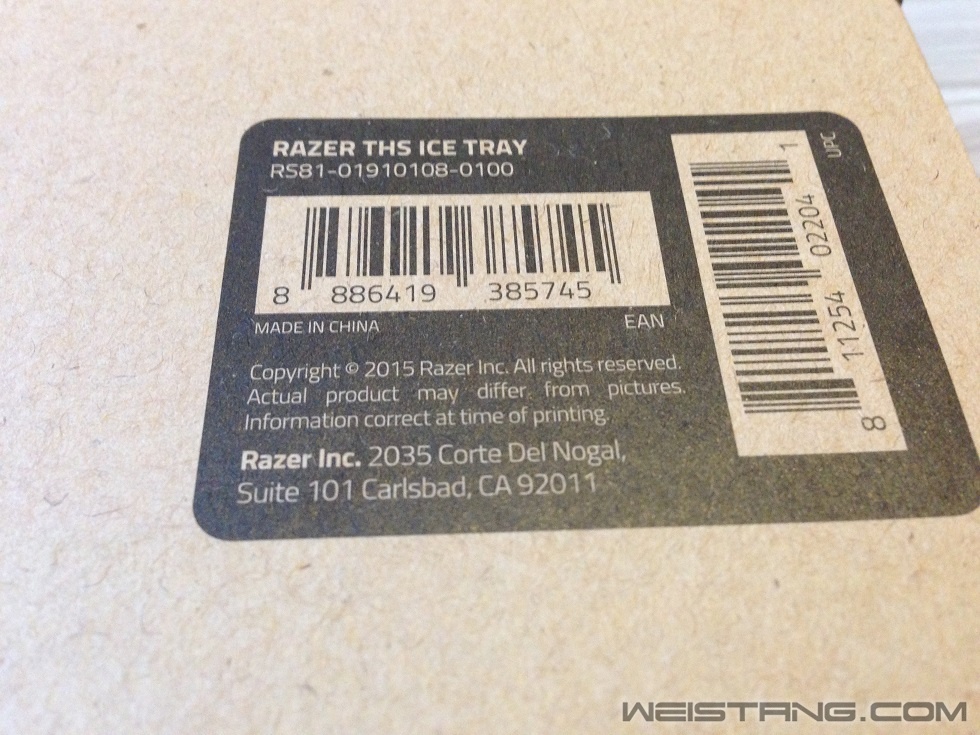 RAZER THS ICE TRAY
RS81-01910108-0100
8 886419 385745
MADE IN CHINA EAN
Copyright © 2015 Razer Inc. All rights reserved.
Actual product may differ from pictures.
Information correct at time of printing.
Razer Inc. 2035 Corte Del Nogal,
Suite 101 Carlsbad, CA 92011
8 11254 02204 1
UPC
WEISTANG.COM